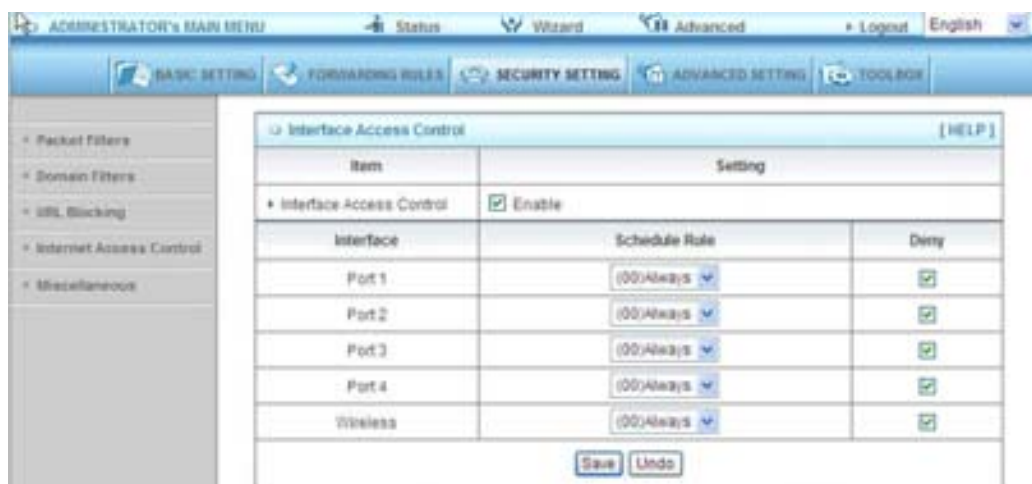 ADMINISTRATOR's MAIN MENU Status Wizard Advanced Logout English
BASIC SETTING FORWARDING RULES SECURITY SETTING ADVANCED SETTING TOOLBOX
Packet Filters
Domain Filters
URL Blocking
Internet Access Control
Miscellaneous
Interface Access Control [HELP]
Item Setting
Interface Access Control Enable
Interface Schedule Rule Deny
Port 1 (00)Always
Port 2 (00)Always
Port 3 (00)Always
Port 4 (00)Always
Wireless (00)Always
Save Undo